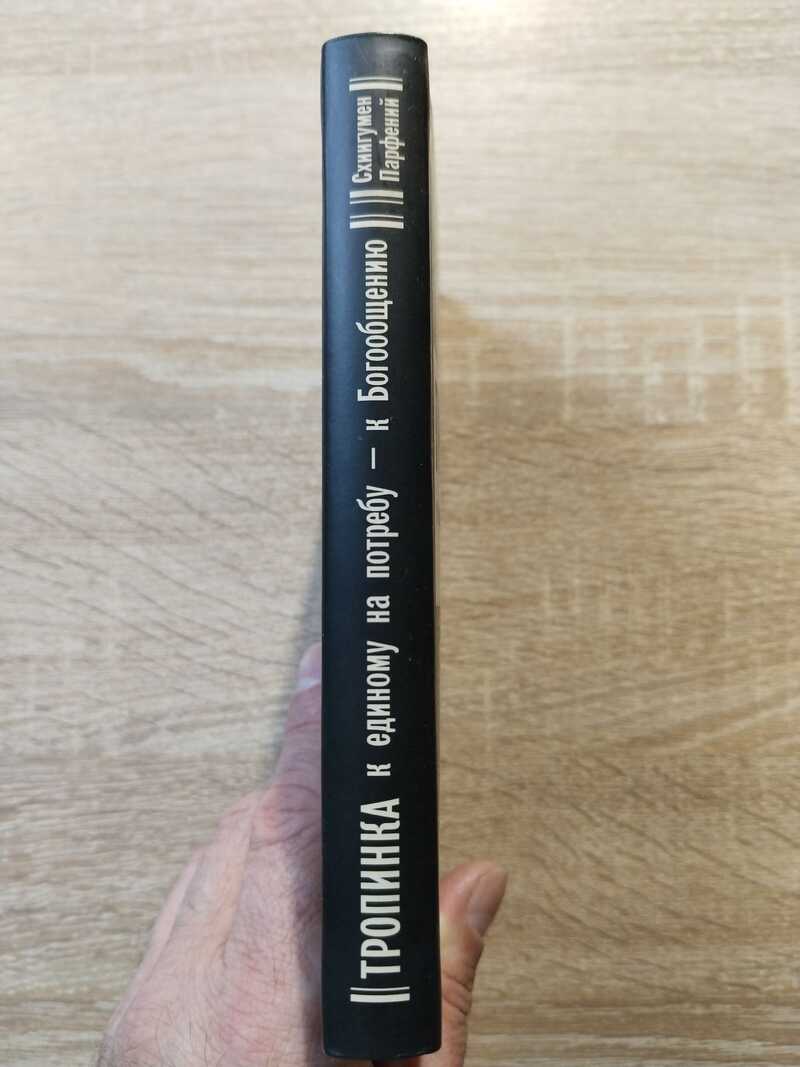 ТРОПИНКА к единому на потребу – к Богообщению
Схиигумен
Парфений